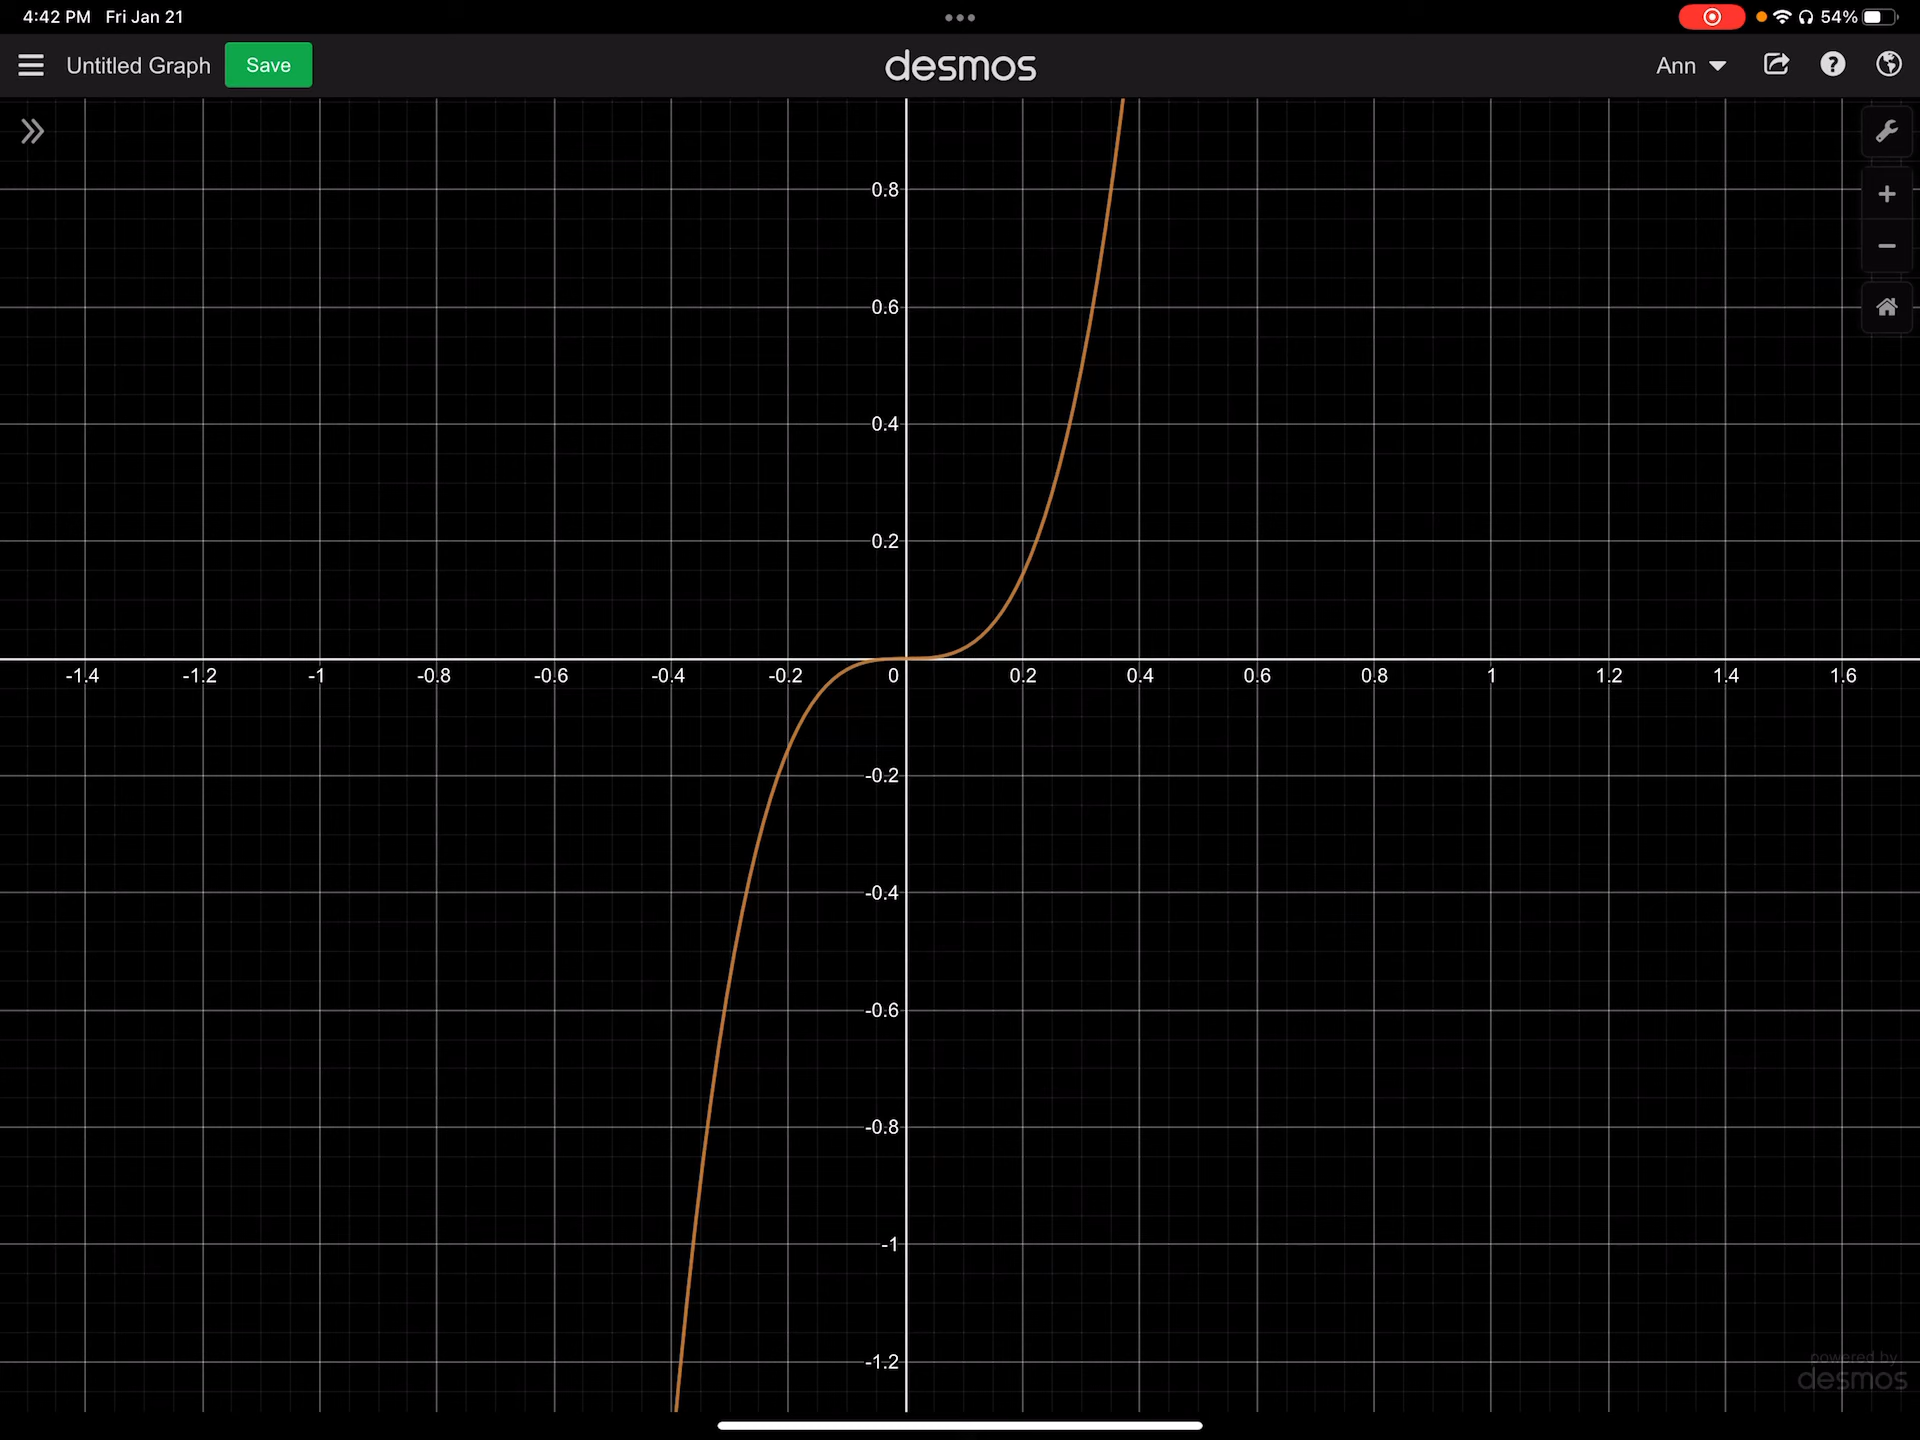 4:42 PM Fri Jan 21
54%
Untitled Graph Save desmos Ann
0.8
0.6
0.4
0.2
-1.4 -1.2 -1 -0.8 -0.6 -0.4 -0.2 0 0.2 0.4 0.6 0.8 1 1.2 1.4 1.6
-0.2
-0.4
-0.6
-0.8
-1
-1.2
powered by
desmos